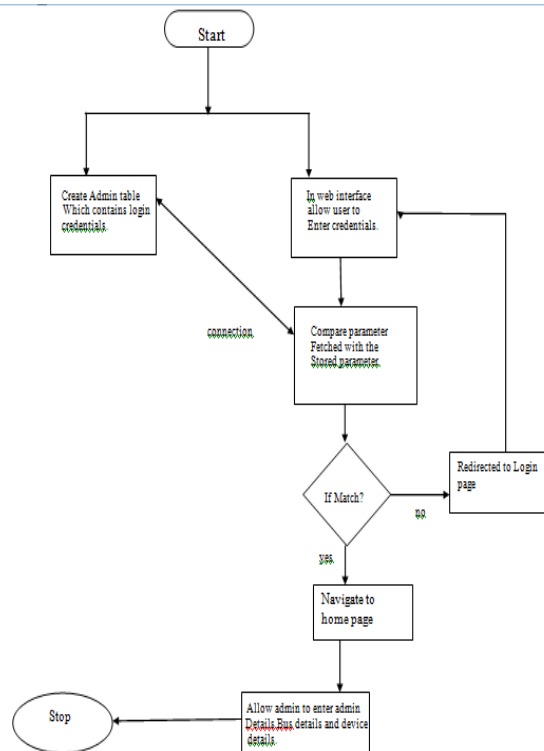 Start
Create Admin table
Which contains login
credentials.
In web interface
allow user to
Enter credentials.
connection
Compare parameter
Fetched with the
Stored parameter.
If Match?
no
Redirected to Login
page
yes
Navigate to
home page
Allow admin to enter admin
Details,Bus details and device
details.
Stop